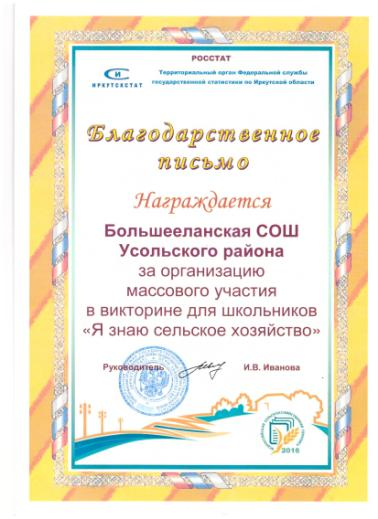 РОССТАТ
ИРКУТСКСТАТ
Территориальный орган Федеральной службы
государственной статистики по Иркутской области
Благодарственное
письмо
Награждается
Большееланская СОШ
Усольского района
за организацию
массового участия
в викторине для школьников
«Я знаю сельское хозяйство»
Руководитель И.В. Иванова
2016